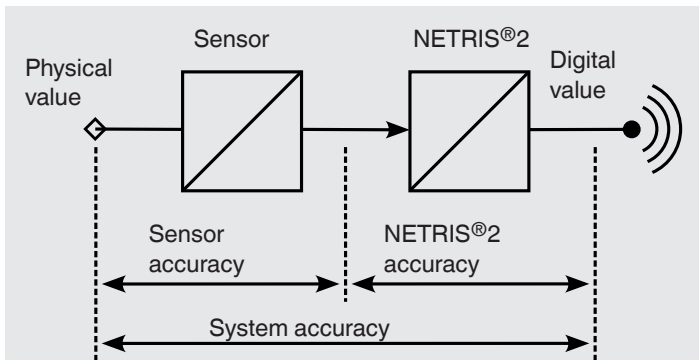 Sensor
NETRIS®2
Physical
value
Digital
value
Sensor
accuracy
NETRIS®2
accuracy
System accuracy